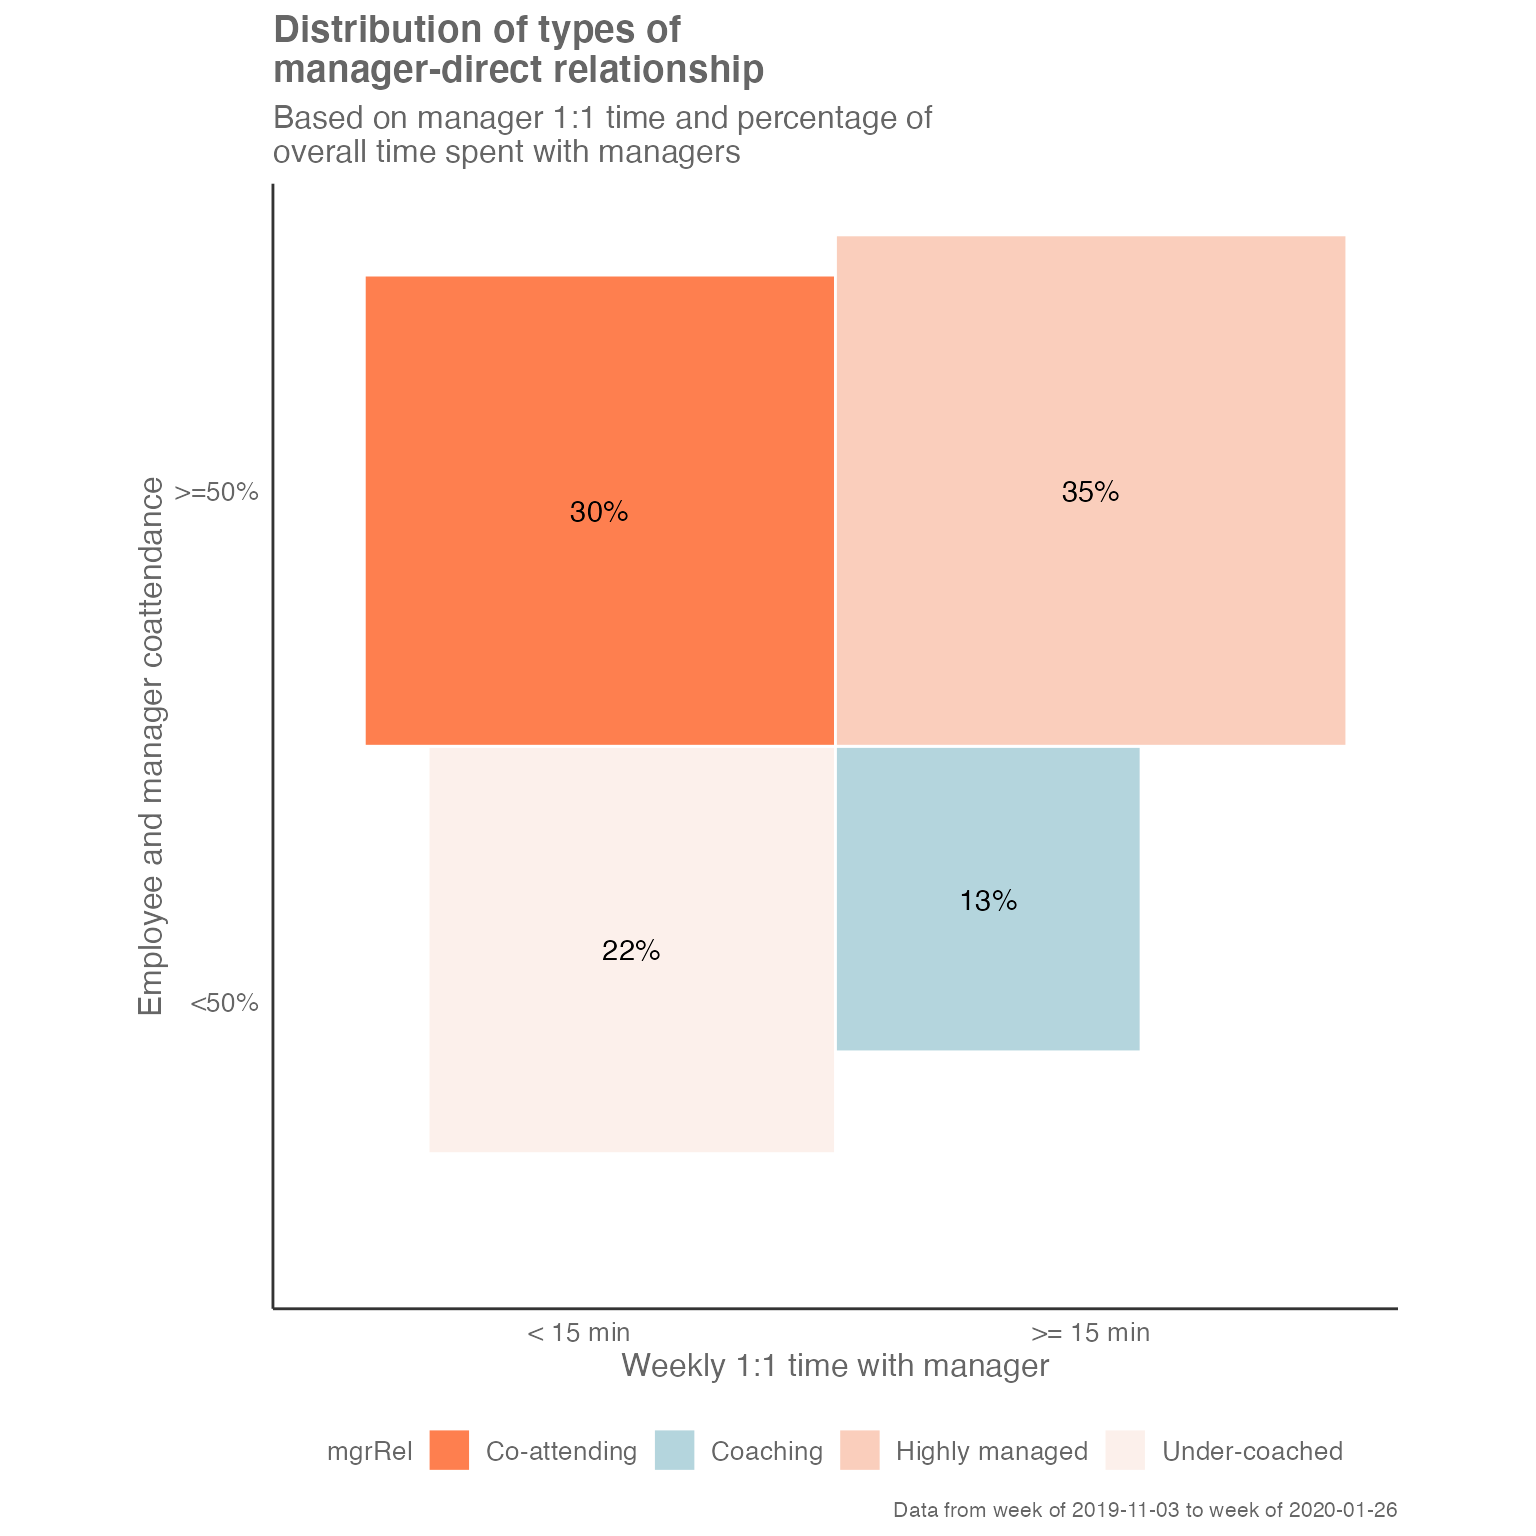 Distribution of types of
manager-direct relationship
Based on manager 1:1 time and percentage of
overall time spent with managers
Employee and manager coattendance
>=50%
<50%
30%
35%
22%
13%
< 15 min
>= 15 min
Weekly 1:1 time with manager
mgrRel Co-attending Coaching Highly managed Under-coached
Data from week of 2019-11-03 to week of 2020-01-26